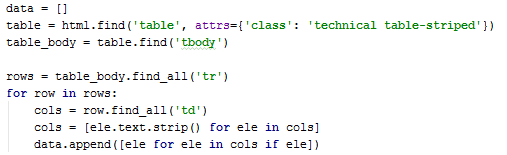 data = []
table = html.find('table', attrs={'class': 'technical table-striped'})
table_body = table.find('tbody')

rows = table_body.find_all('tr')
for row in rows:
    cols = row.find_all('td')
    cols = [ele.text.strip() for ele in cols]
    data.append([ele for ele in cols if ele])